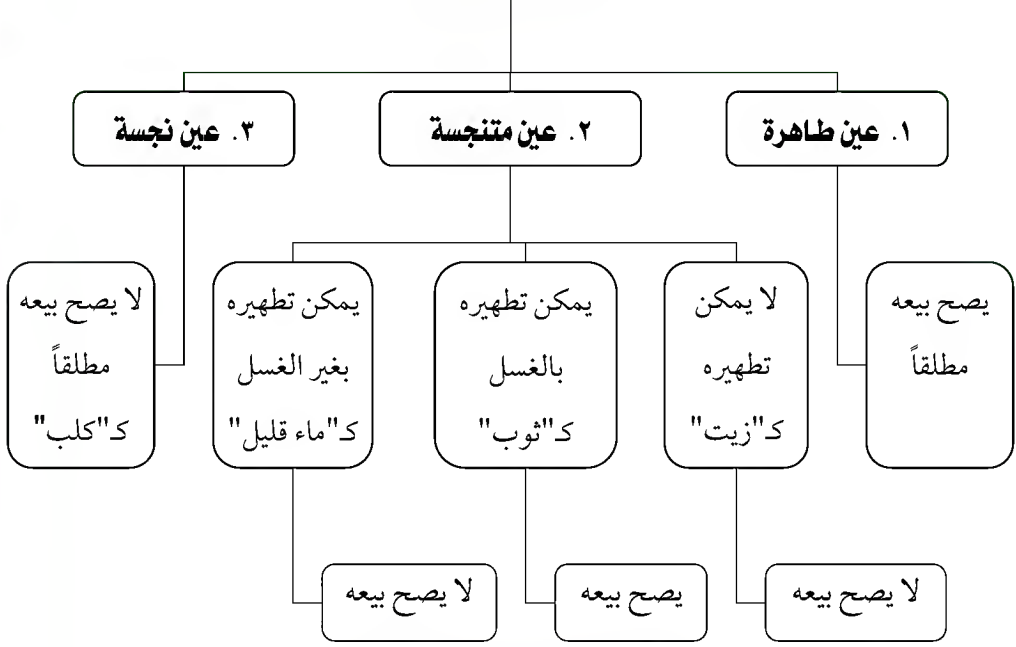 ١. عين طاهرة
٢. عين متنجسة
٣. عين نجسة
يصح بيعه
مطلقاً
لا يمكن
تطهيره
كـ"زيت"
يمكن تطهيره
بالغسل
كـ"ثوب"
يمكن تطهيره
بغير الغسل
كـ"ماء قليل"
لا يصح بيعه
مطلقاً
كـ"كلب"
لا يصح بيعه
يصح بيعه
لا يصح بيعه